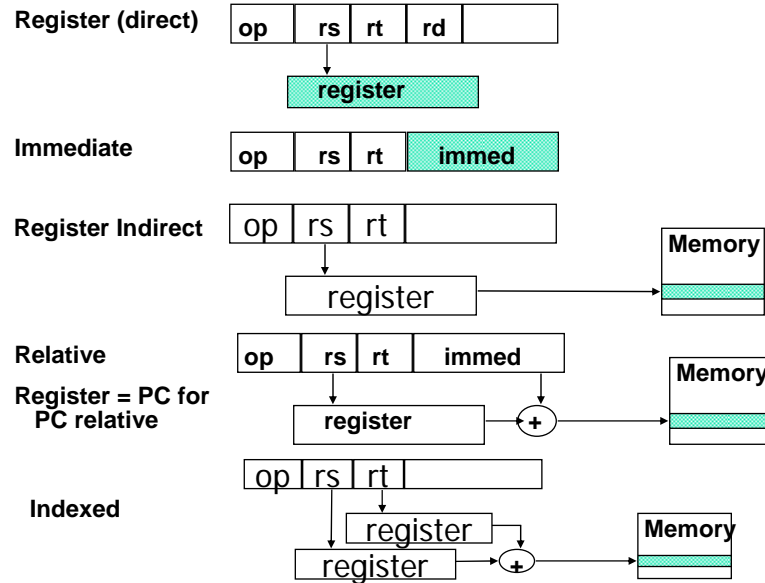 Register (direct)
op rs rt rd
register
Immediate
op rs rt immed
Register Indirect
op rs rt
Memory
register
Relative
op rs rt immed
Memory
Register = PC for
PC relative
register
+
Indexed
op rs rt
register
Memory
register
+